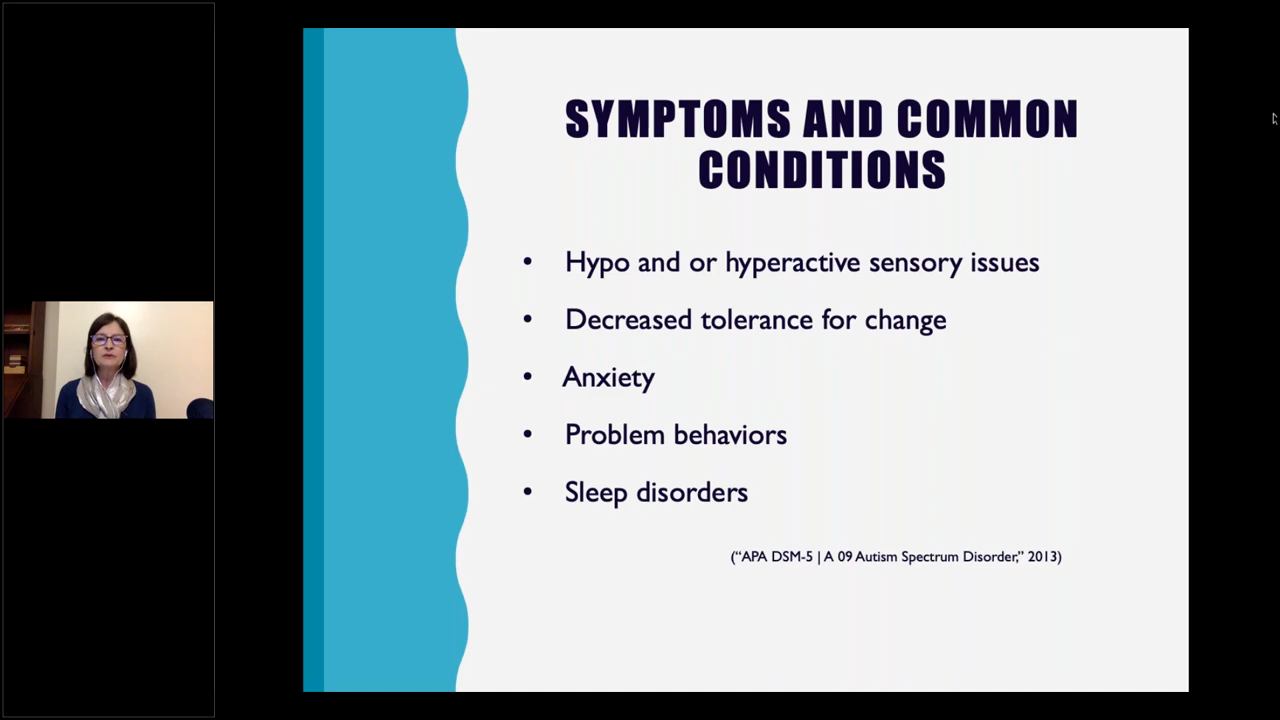 SYMPTOMS AND COMMON
CONDITIONS
• Hypo and or hyperactive sensory issues
• Decreased tolerance for change
• Anxiety
• Problem behaviors
• Sleep disorders
(“APA DSM-5 | A 09 Autism Spectrum Disorder,” 2013)